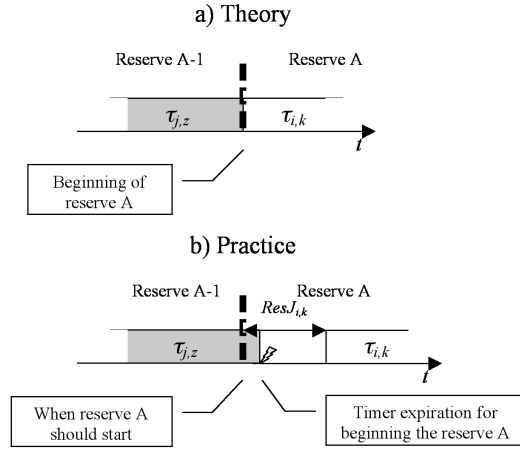 a) Theory
Reserve A-1 Reserve A
τj,z τi,k
t
Beginning of
reserve A
b) Practice
Reserve A-1 Reserve A
ResJi,k
τj,z τi,k
t
When reserve A
should start
Timer expiration for
beginning the reserve A